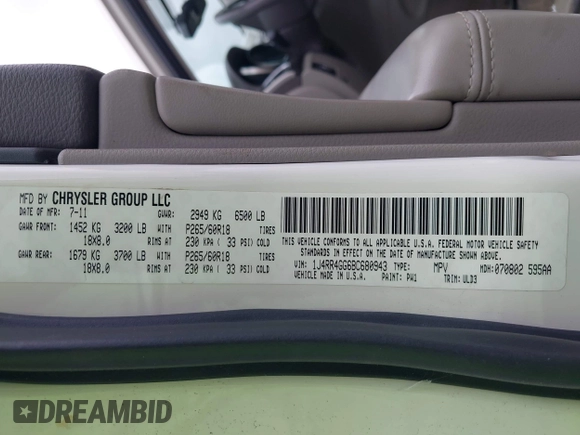 MFD BY CHRYSLER GROUP LLC
DATE OF MFR 7-11 GVWR: 2949 KG 6500 LB
GAWR FRONT: 1452 KG 3200 LB WITH P265/60R18 TIRES
18X8.0 RIMS AT 230 KPA ( 33 PSI) COLD
GAWR REAR: 1679 KG 3700 LB WITH P265/60R18 TIRES
18X8.0 RIMS AT 230 KPA ( 33 PSI) COLD
THIS VEHICLE CONFORMS TO ALL APPLICABLE U.S.A. FEDERAL MOTOR VEHICLE SAFETY
STANDARDS IN EFFECT ON THE DATE OF MANUFACTURE SHOWN ABOVE.
VIN: 1J4RR4GG6BC680943 TYPE: MPV MDH: 070802 595AA
VEHICLE MADE IN U.S.A. PAINT: PW1 TRIM: ULD3
DREAMBID